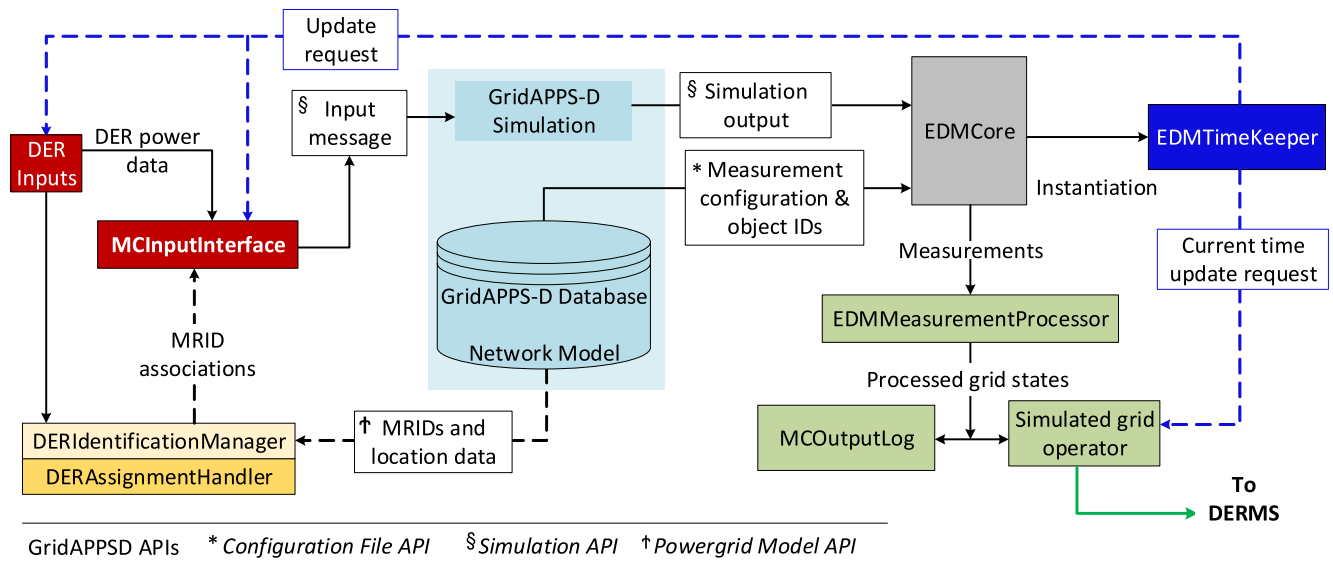 Update
request
§ Input
message
GridAPPS-D
Simulation
§ Simulation
output
EDMCore
EDMTimeKeeper
DER
Inputs
DER power
data
* Measurement
configuration &
object IDs
Instantiation
MCInputInterface
Measurements
Current time
update request
GridAPPS-D Database
Network Model
EDMMeasurementProcessor
MRID
associations
Processed grid states
DERIdentificationManager
DERAssignmentHandler
† MRIDs and
location data
MCOutputLog
Simulated grid
operator
To
DERMS
GridAPPSD APIs * Configuration File API § Simulation API † Powergrid Model API